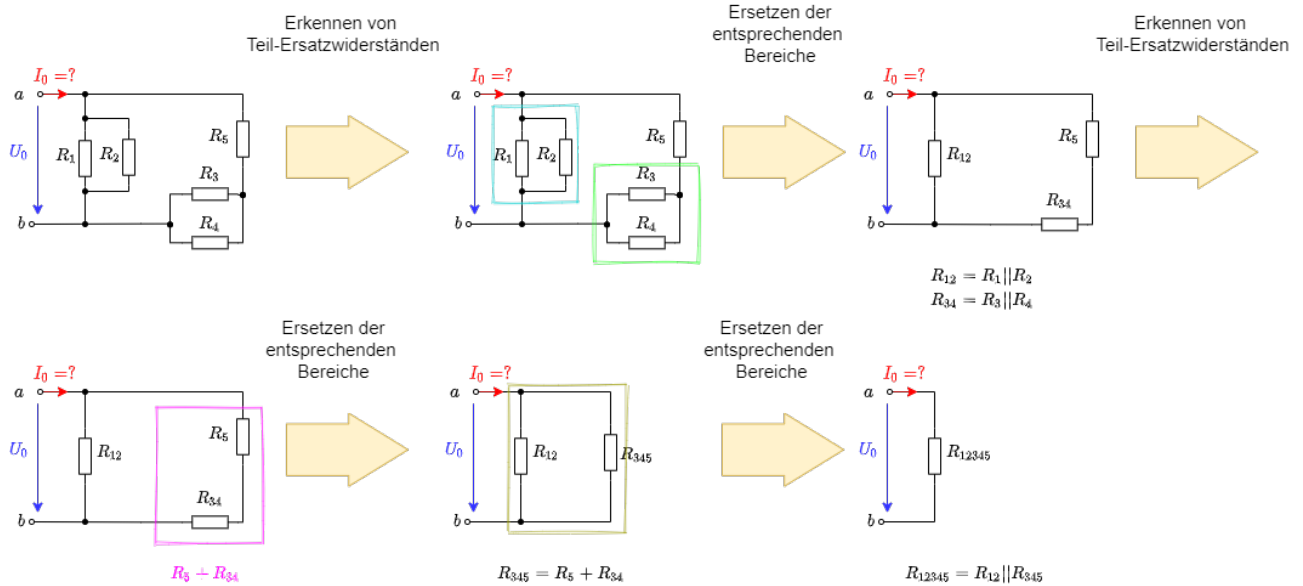 Erkennen von
Teil-Ersatzwiderständen
Ersetzen der
entsprechenden
Bereiche
Erkennen von
Teil-Ersatzwiderständen
I₀ =?
a
U₀
R₁
R₂
R₅
R₃
R₄
b
I₀ =?
a
U₀
R₁
R₂
R₅
R₃
R₄
b
I₀ =?
a
U₀
R₁₂
R₅
R₃₄
b
R₁₂ = R₁||R₂
R₃₄ = R₃||R₄
Ersetzen der
entsprechenden
Bereiche
Ersetzen der
entsprechenden
Bereiche
I₀ =?
a
U₀
R₁₂
R₅
R₃₄
b
R₅ + R₃₄
I₀ =?
a
U₀
R₁₂
R₃₄₅
b
R₃₄₅ = R₅ + R₃₄
I₀ =?
a
U₀
R₁₂₃₄₅
b
R₁₂₃₄₅ = R₁₂||R₃₄₅